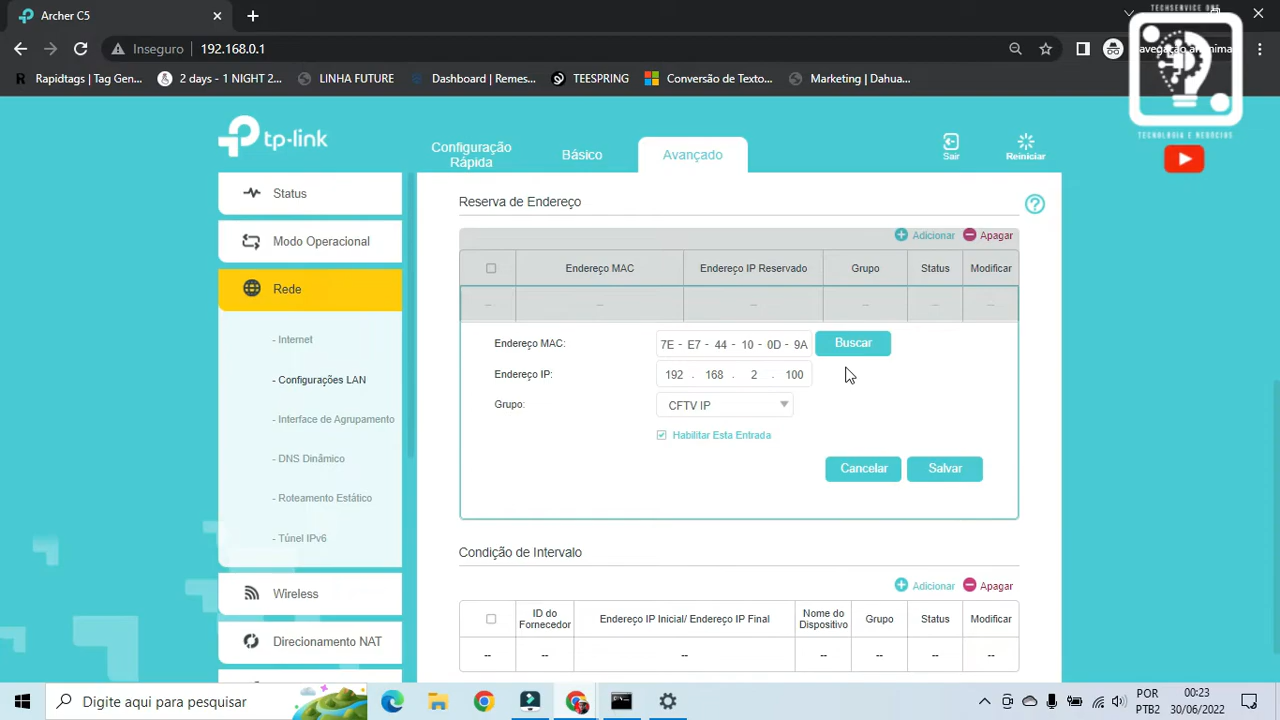 Archer C5
TECHSERVICE ONE
Inseguro 192.168.0.1
Rapidtags | Tag Gen...
2 days - 1 NIGHT 2...
LINHA FUTURE
Dashboard | Remes...
TEESPRING
Conversão de Texto...
Marketing | Dahua...
TECNOLOGIA E NEGÓCIOS
tp-link
Configuração
Rápida
Básico
Avançado
Sair
Reiniciar
Status
Modo Operacional
Rede
- Internet
- Configurações LAN
- Interface de Agrupamento
- DNS Dinâmico
- Roteamento Estático
- Túnel IPv6
Wireless
Direcionamento NAT
Reserva de Endereço
?
Adicionar Apagar
Endereço MAC Endereço IP Reservado Grupo Status Modificar
-- -- -- -- -- --
Endereço MAC: 7E - E7 - 44 - 10 - 0D - 9A Buscar
Endereço IP: 192 . 168 . 2 . 100
Grupo: CFTV IP
Habilitar Esta Entrada
Cancelar Salvar
Condição de Intervalo
Adicionar Apagar
ID do
Fornecedor
Endereço IP Inicial/ Endereço IP Final
Nome do
Dispositivo
Grupo Status Modificar
-- -- -- -- -- -- --
Digite aqui para pesquisar
POR
PTB2
00:23
30/06/2022